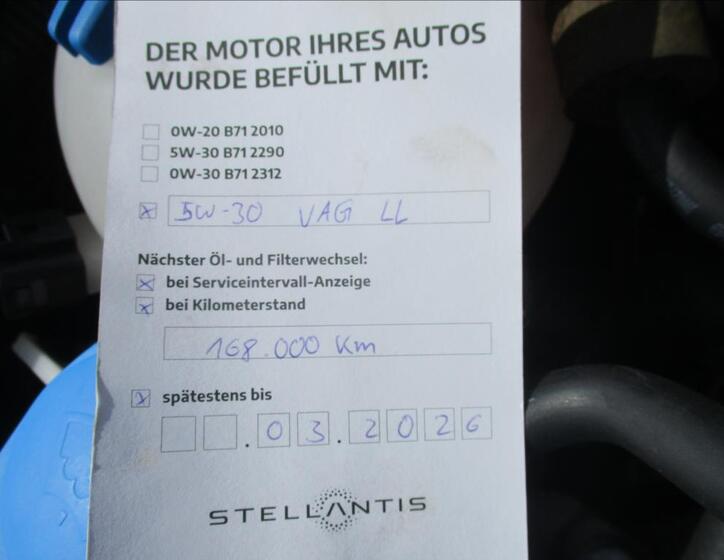 DER MOTOR IHRES AUTOS
WURDE BEFÜLLT MIT:
0W-20 B71 2010
5W-30 B71 2290
0W-30 B71 2312
5W-30 VAG LL
Nächster Öl- und Filterwechsel:
bei Serviceintervall-Anzeige
bei Kilometerstand
168.000 Km
spätestens bis
.03.2026
STELLANTIS